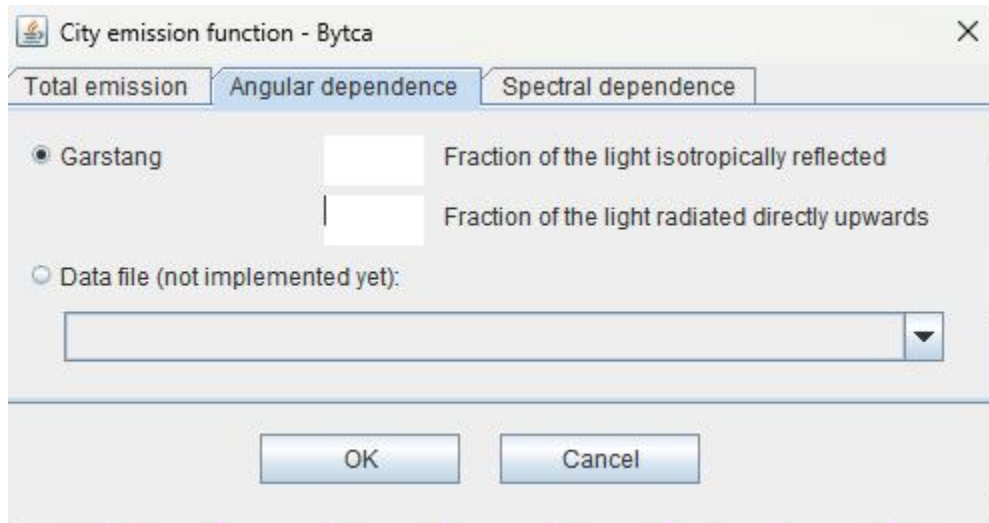 City emission function - Bytca
Total emission Angular dependence Spectral dependence
Garstang Fraction of the light isotropically reflected
Fraction of the light radiated directly upwards
Data file (not implemented yet):
OK Cancel